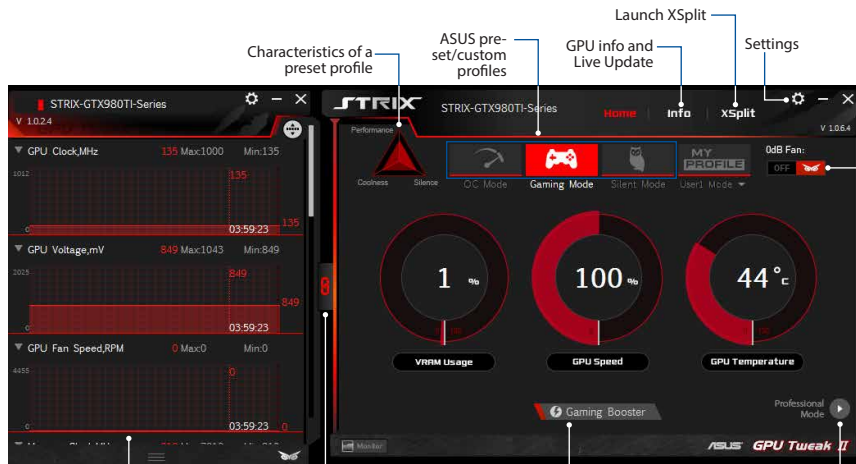 Launch XSplit
Characteristics of a
preset profile
ASUS pre-
set/custom
profiles
GPU info and
Live Update
Settings
STRIX-GTX980TI-Series
V 1.0.2.4
GPU Clock,MHz 135 Max:1000 Min:135
1012
135
135
0
03:59:23
GPU Voltage,mV 849 Max:1043 Min:849
2025
849
849
0
03:59:23
GPU Fan Speed,RPM 0 Max:0 Min:0
4455
0
0
0
03:59:23
STRIX
STRIX-GTX980TI-Series
Home
Info
XSplit
V 1.0.6.4
Performance
Coolness
Silence
OC Mode
Gaming Mode
Silent Mode
MY
PROFILE
User1 Mode
0dB Fan:
OFF
1 %
VRAM Usage
100 %
GPU Speed
44°c
GPU Temperature
Gaming Booster
Professional
Mode
Monitor
ASUS GPU Tweak II